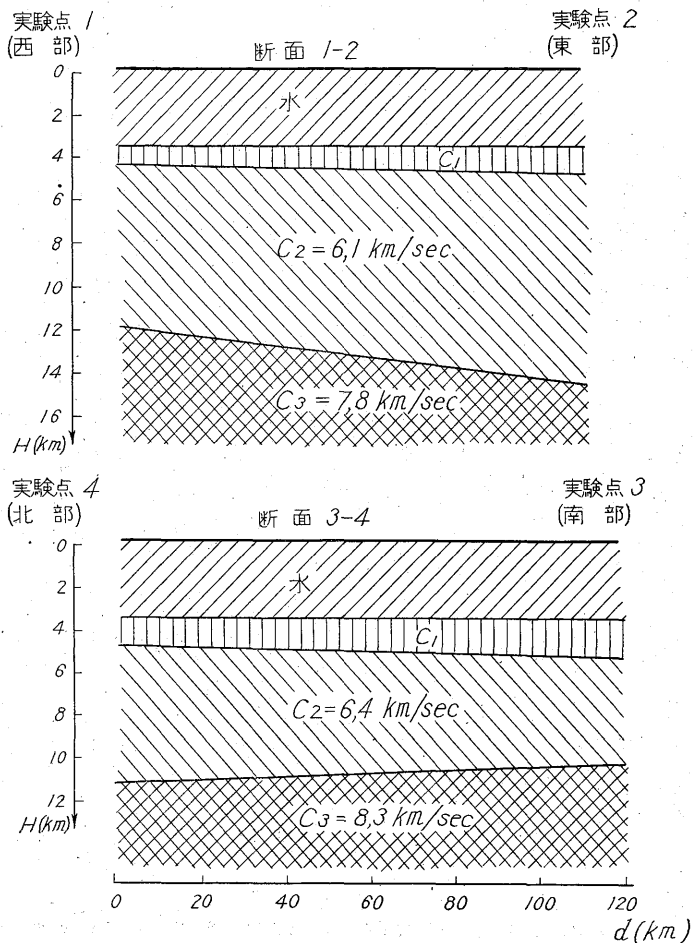 実験点 1
(西 部)
断面 1-2
実験点 2
(東 部)
0
2
4
6
8
10
12
14
16
H(km)
水
C1
C2 = 6,1 km/sec
C3 = 7,8 km/sec
実験点 4
(北 部)
断面 3-4
実験点 3
(南 部)
0
2
4
6
8
10
12
H(km)
水
C1
C2 = 6,4 km/sec
C3 = 8,3 km/sec
0 20 40 60 80 100 120
d(km)